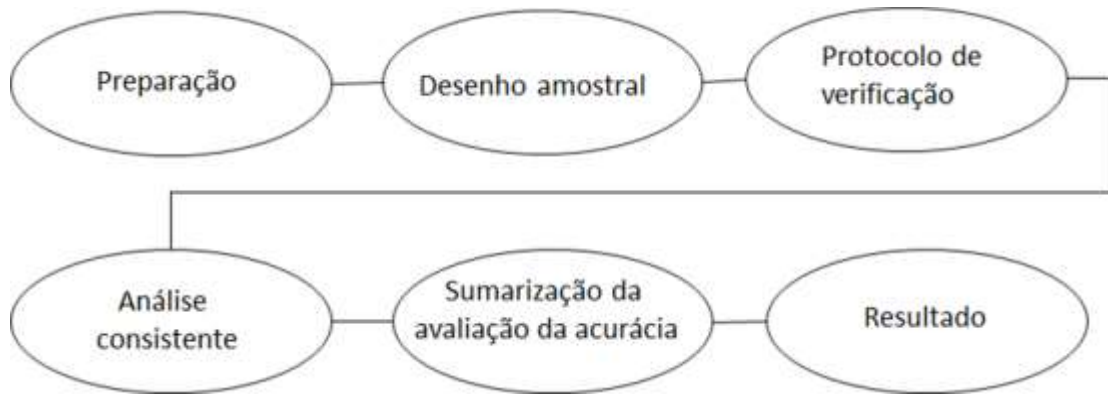 Preparação
Desenho amostral
Protocolo de
verificação
Análise
consistente
Sumarização da
avaliação da acurácia
Resultado